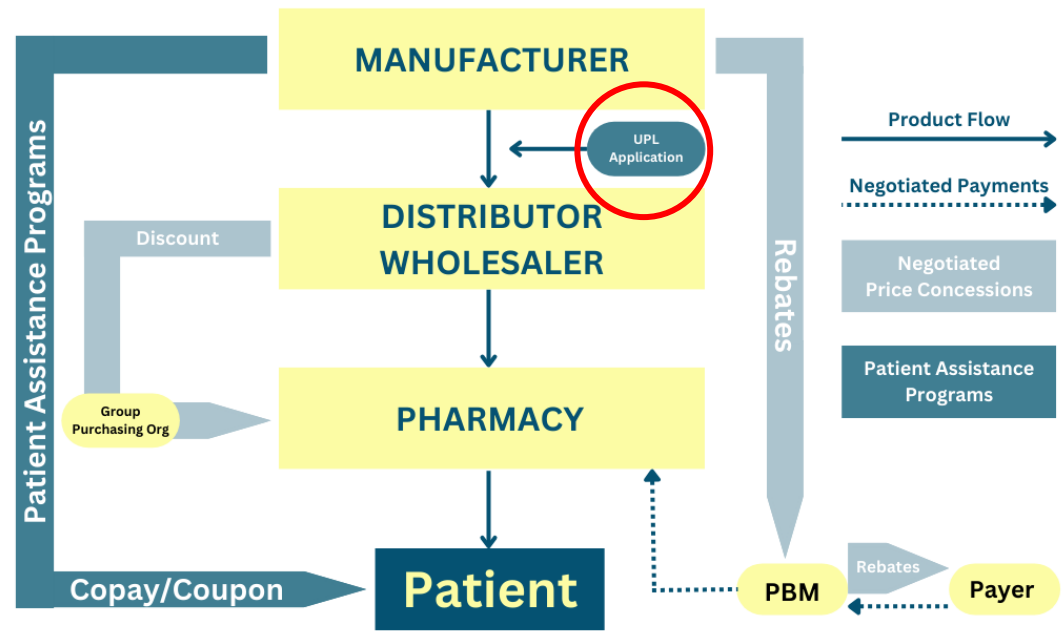 MANUFACTURER
UPL
Application
DISTRIBUTOR
WHOLESALER
Discount
Group
Purchasing Org
PHARMACY
Patient
Patient Assistance Programs
Copay/Coupon
Rebates
PBM
Rebates
Payer
Product Flow
Negotiated Payments
Negotiated
Price Concessions
Patient Assistance
Programs